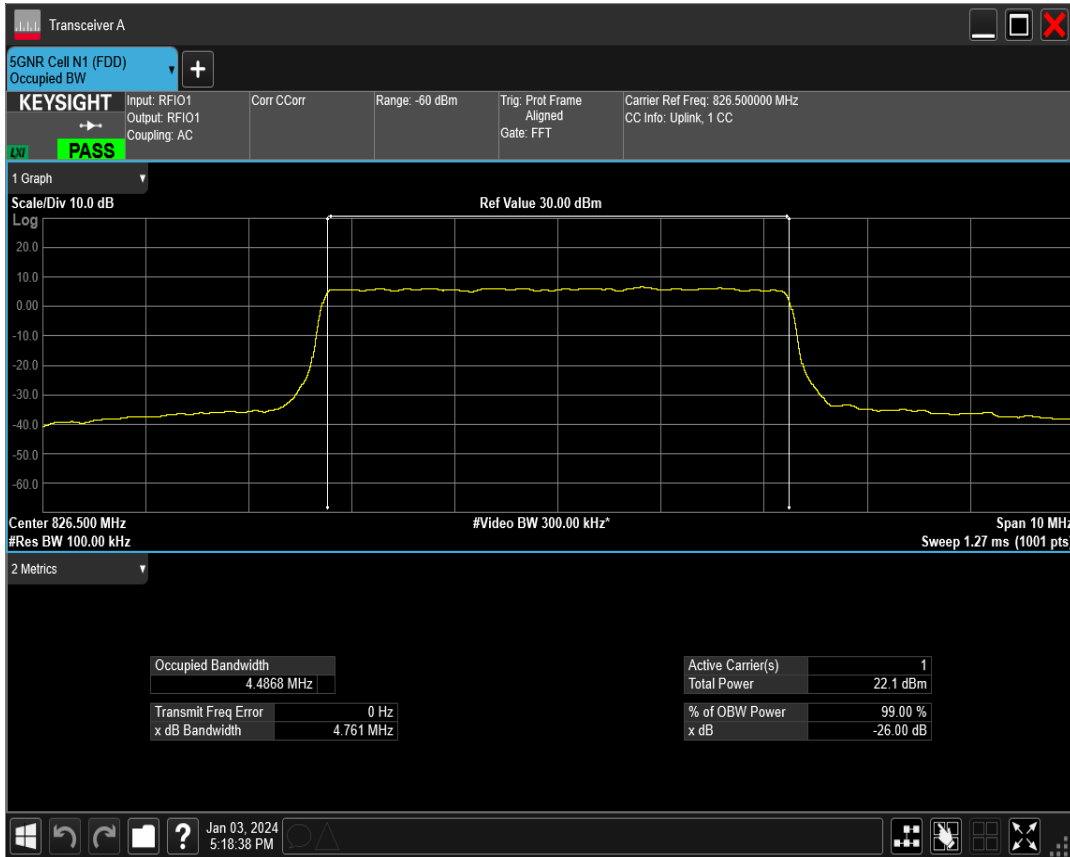 Transceiver A
5GNR Cell N1 (FDD)
Occupied BW
+
KEYSIGHT
LXI
PASS
Input: RFIO1
Output: RFIO1
Coupling: AC
Corr CCorr
Range: -60 dBm
Trig: Prot Frame
Aligned
Gate: FFT
Carrier Ref Freq: 826.500000 MHz
CC Info: Uplink, 1 CC
1 Graph
Scale/Div 10.0 dB
Ref Value 30.00 dBm
Log
20.0
10.0
0.00
-10.0
-20.0
-30.0
-40.0
-50.0
-60.0
Center 826.500 MHz
#Video BW 300.00 kHz*
Span 10 MHz
#Res BW 100.00 kHz
Sweep 1.27 ms (1001 pts)
2 Metrics
Occupied Bandwidth
4.4868 MHz
Active Carrier(s) 1
Total Power 22.1 dBm
Transmit Freq Error 0 Hz
x dB Bandwidth 4.761 MHz
% of OBW Power 99.00 %
x dB -26.00 dB
?
Jan 03, 2024
5:18:38 PM